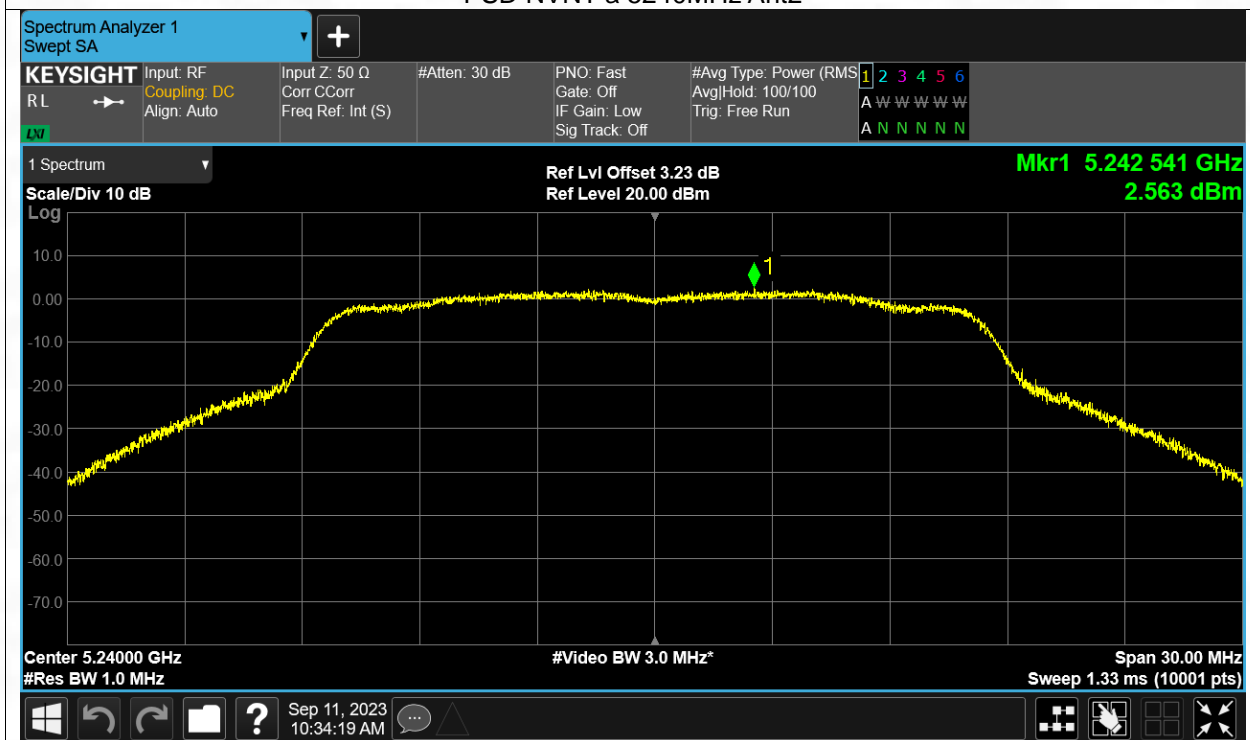 Spectrum Analyzer 1
Swept SA
+
KEYSIGHT
RL
LXI
Input: RF
Coupling: DC
Align: Auto
Input Z: 50 Ω
Corr CCorr
Freq Ref: Int (S)
#Atten: 30 dB
PNO: Fast
Gate: Off
IF Gain: Low
Sig Track: Off
#Avg Type: Power (RMS
Avg|Hold: 100/100
Trig: Free Run
1 2 3 4 5 6
A W W W W W
A N N N N N
1 Spectrum
Scale/Div 10 dB
Log
Ref Lvl Offset 3.23 dB
Ref Level 20.00 dBm
Mkr1 5.242 541 GHz
2.563 dBm
1
10.0
0.00
-10.0
-20.0
-30.0
-40.0
-50.0
-60.0
-70.0
Center 5.24000 GHz
#Res BW 1.0 MHz
#Video BW 3.0 MHz*
Span 30.00 MHz
Sweep 1.33 ms (10001 pts)
?
Sep 11, 2023
10:34:19 AM